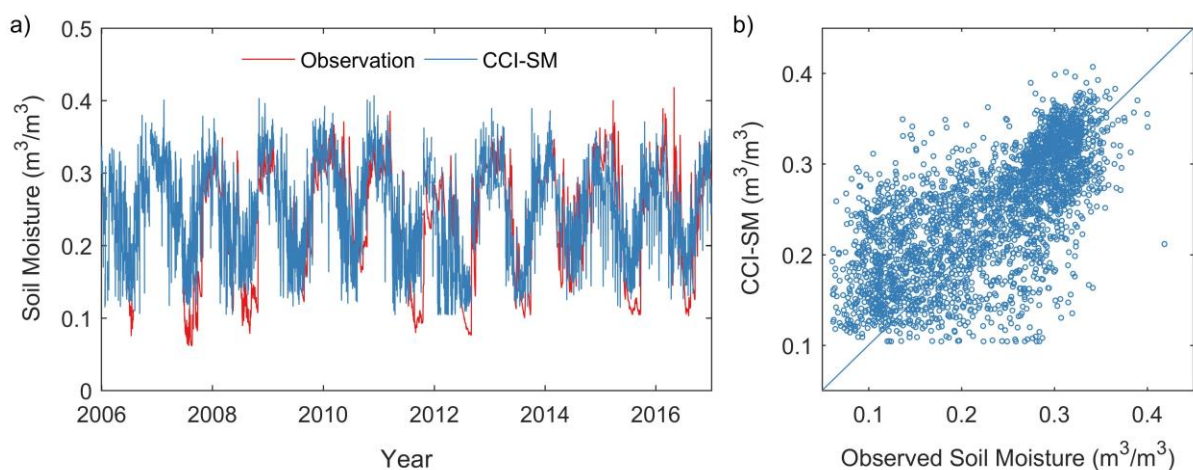 a)
0.5
0.4
0.3
0.2
0.1
0
Soil Moisture (m³/m³)
Observation
CCI-SM
2006 2008 2010 2012 2014 2016
Year
b)
0.4
0.3
0.2
0.1
CCI-SM (m³/m³)
0.1 0.2 0.3 0.4
Observed Soil Moisture (m³/m³)